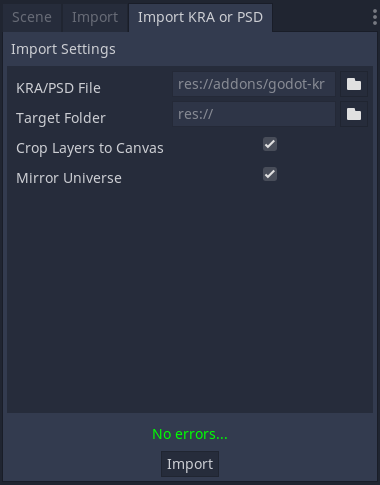 Scene Import Import KRA or PSD
Import Settings
KRA/PSD File res://addons/godot-kr
Target Folder res://
Crop Layers to Canvas
Mirror Universe
No errors...
Import